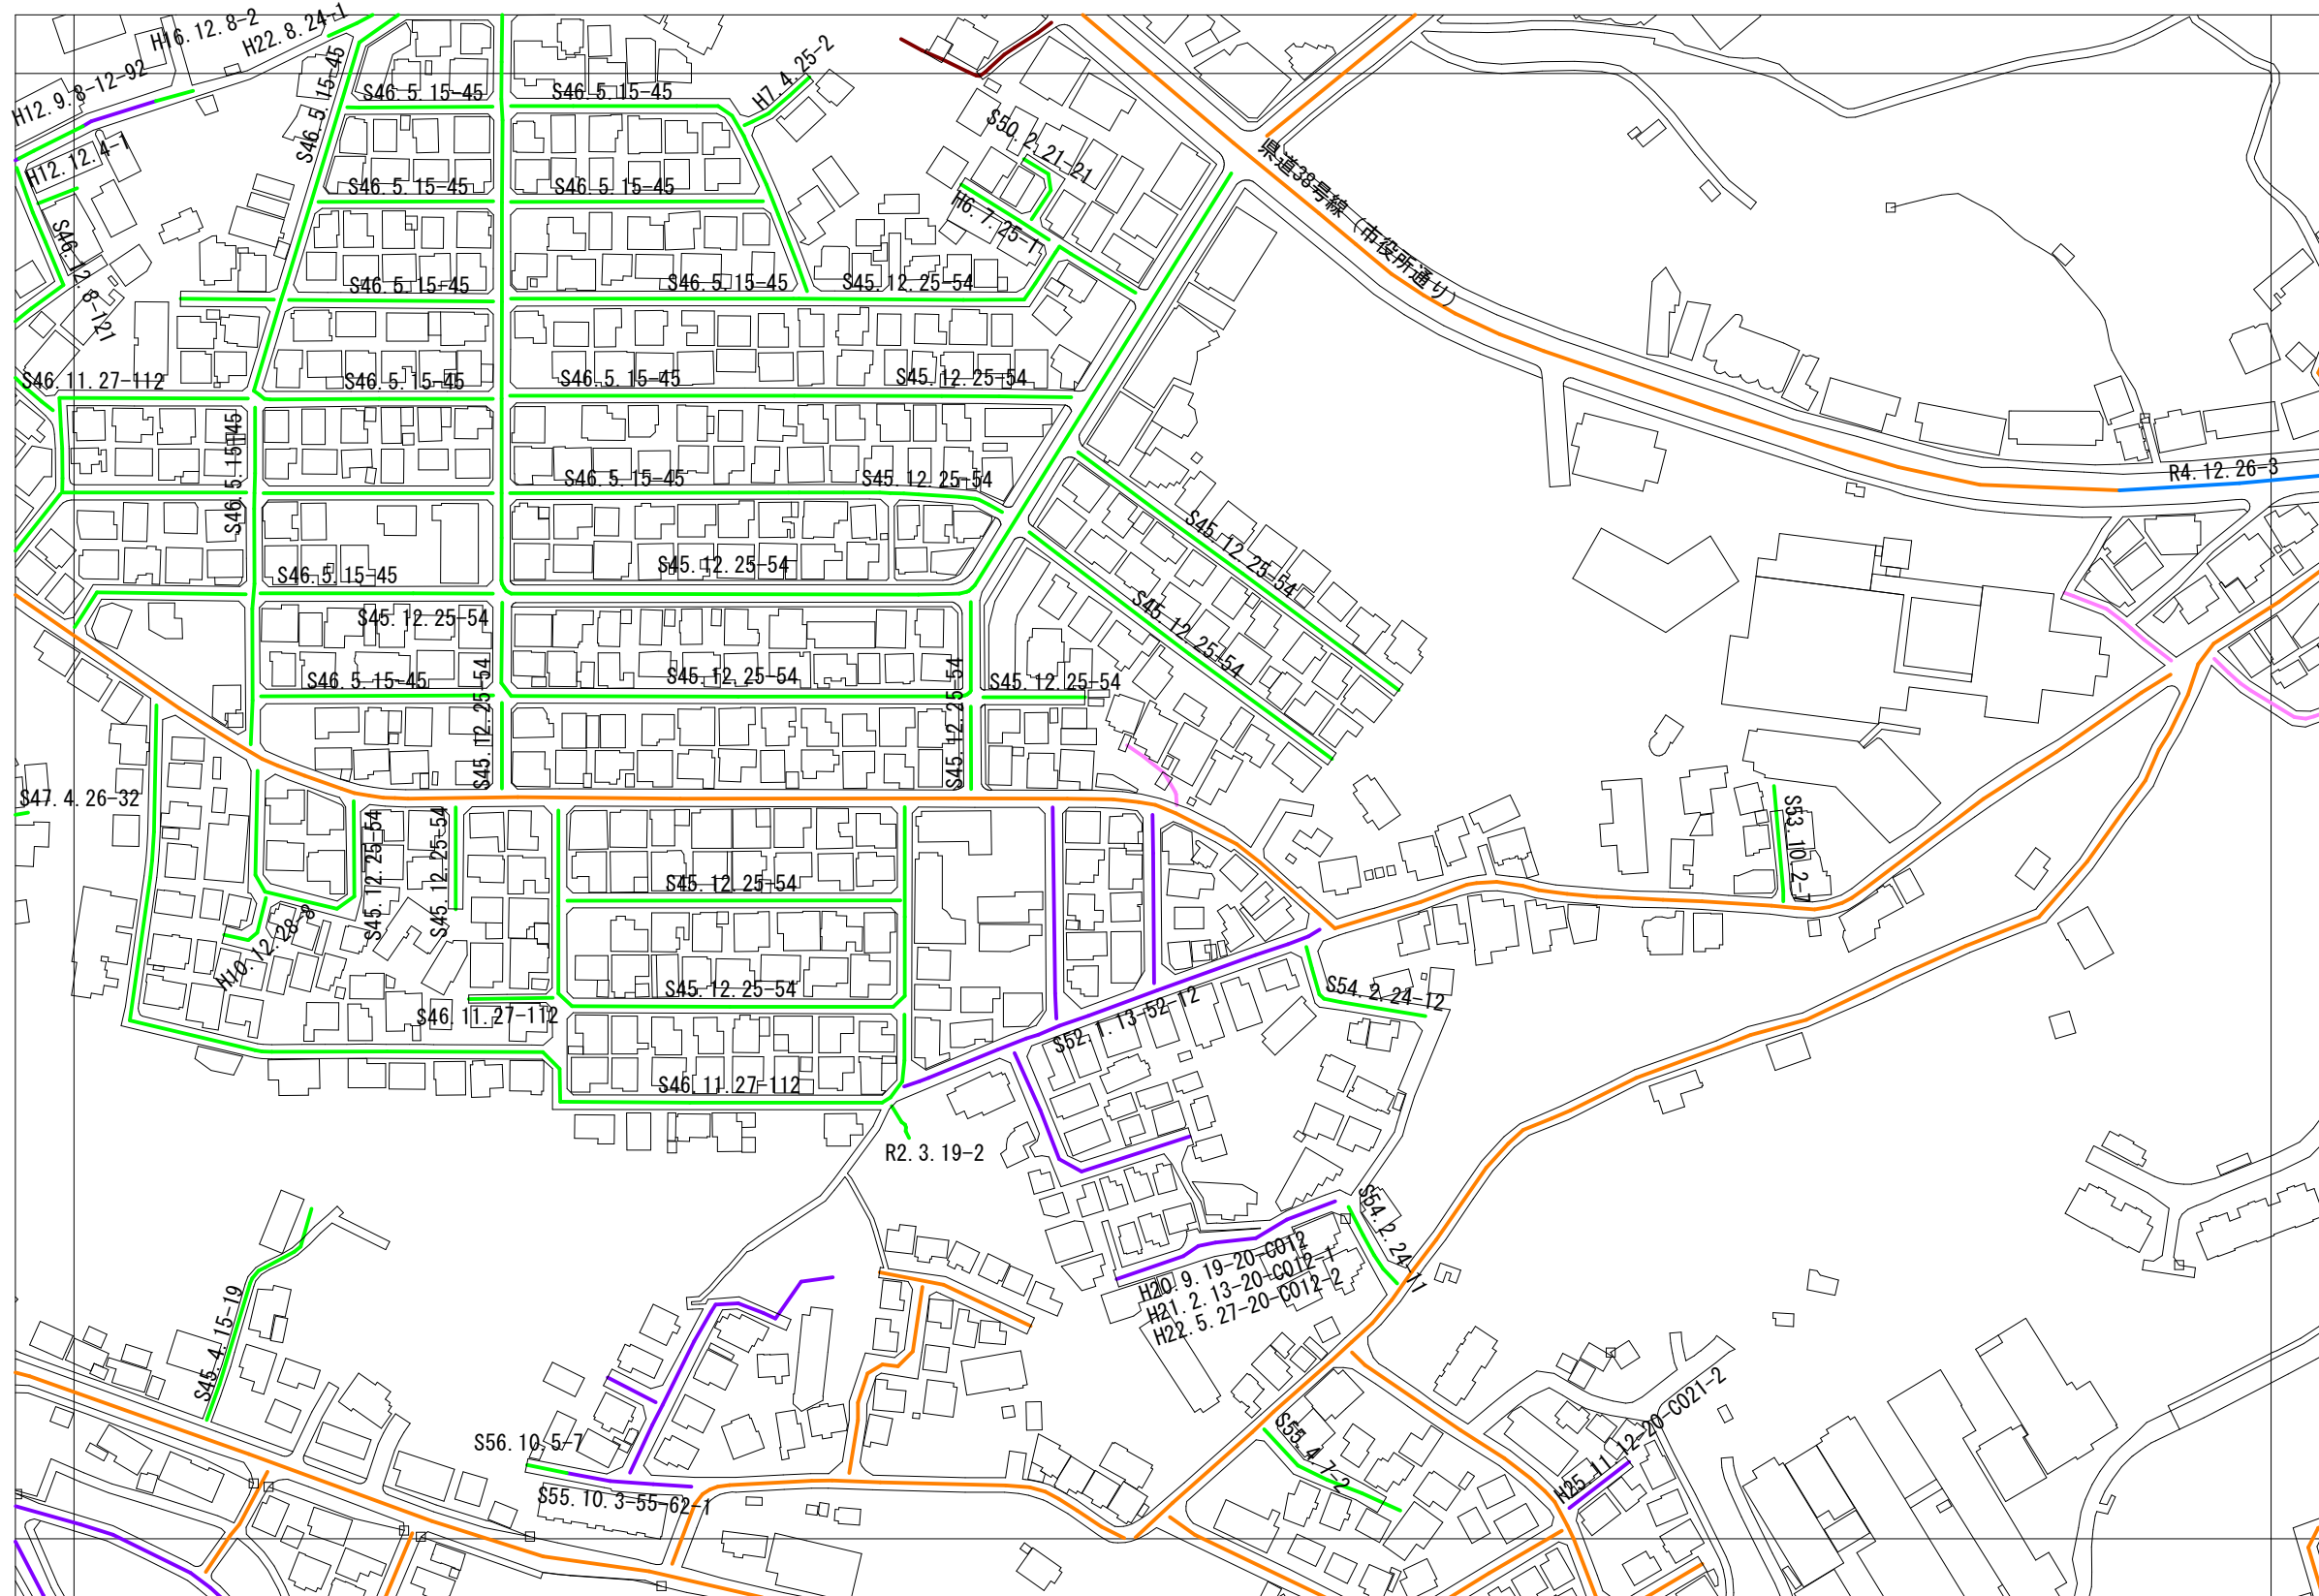 H16.12.8-2
H22.8.24-1
H12.9.8-12-92
S46.5.15-45
S46.5.15-45
S46.5.15-45
H7.4.25-2
S50.2.21-21
県道38号線（市役所通り）
H12.12.4-1
S46.5.15-45
S46.5.15-45
H6.7.25-1
S46.12.8-121
S46.5.15-45
S46.5.15-45
S45.12.25-54
S46.11.27-112
S46.5.15-45
S46.5.15-45
S45.12.25-54
S46.5.15-45
S46.5.15-45
S45.12.25-54
R4.12.26-3
S45.12.25-54
S46.5.15-45
S45.12.25-54
S45.12.25-54
S45.12.25-54
S46.5.15-45
S45.12.25-54
S45.12.25-54
S45.12.25-54
S45.12.25-54
S47.4.26-32
S45.12.25-54
S45.12.25-54
S45.12.25-54
S53.10.2-7
H10.12.28-8
S45.12.25-54
S46.11.27-112
S52.1.13-52-12
S54.2.24-12
S46.11.27-112
R2.3.19-2
S54.2.24-11
H20.9.19-20-C012
H21.2.13-20-C012-1
H22.5.27-20-C012-2
S45.4.15-19
S56.10.5-7
S55.10.3-55-62-1
S55.4.7-2
H25.11.12-20-C021-2